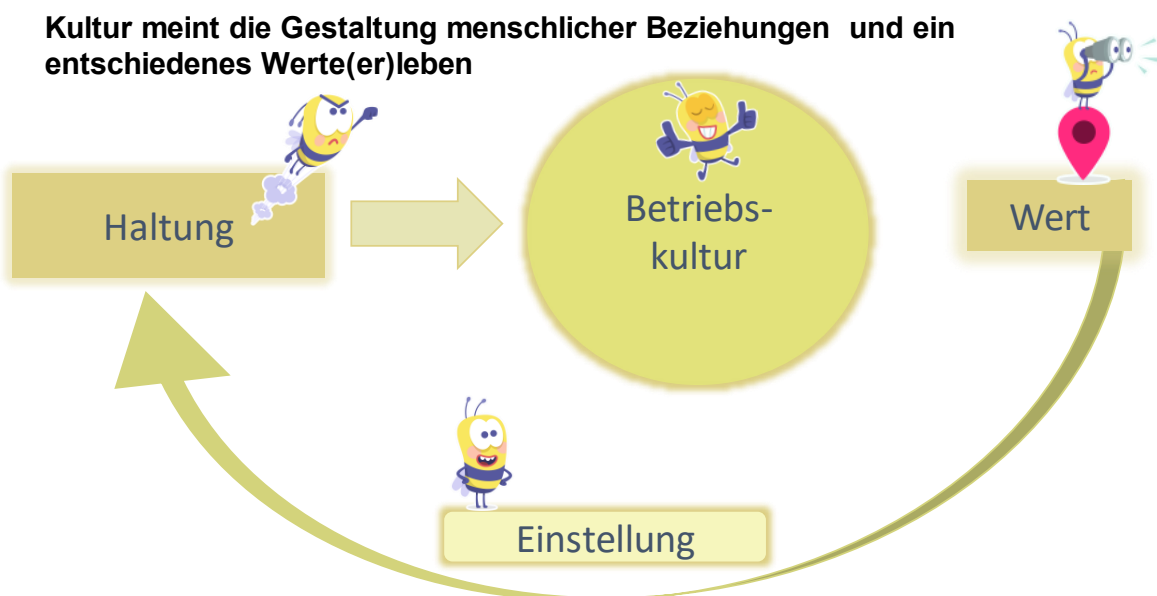 Kultur meint die Gestaltung menschlicher Beziehungen  und ein
entschiedenes Werte(er)leben
Haltung
Betriebs-
kultur
Wert
Einstellung